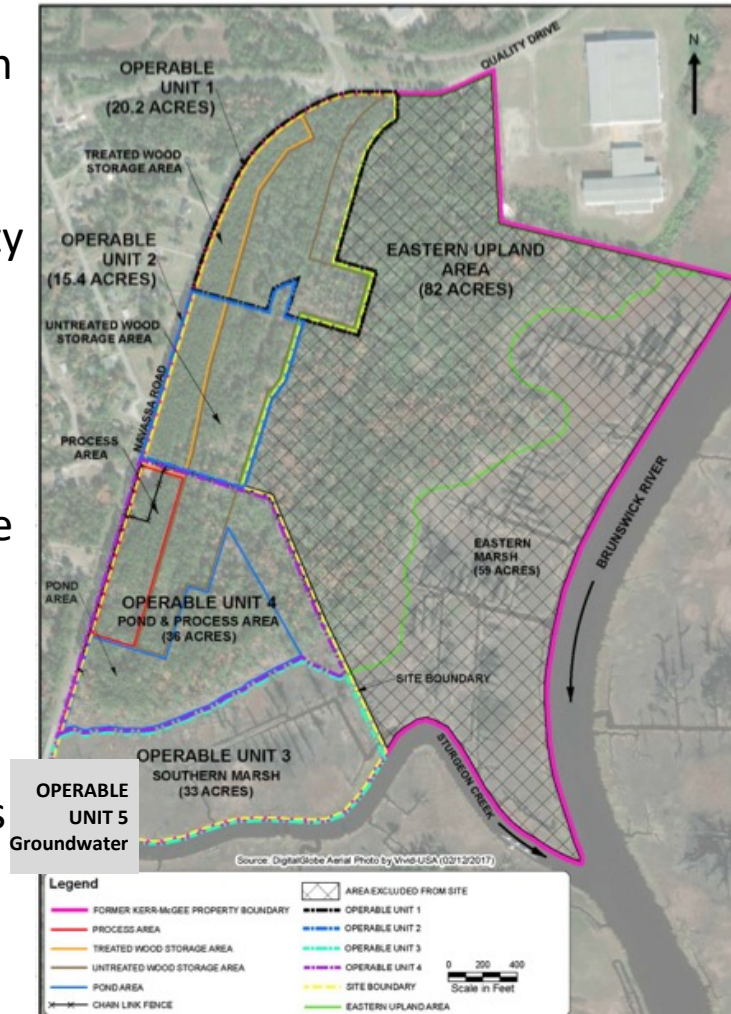 QUALITY DRIVE
N
OPERABLE
UNIT 1
(20.2 ACRES)
TREATED WOOD
STORAGE AREA
OPERABLE
UNIT 2
(15.4 ACRES)
EASTERN UPLAND
AREA
(82 ACRES)
UNTREATED WOOD
STORAGE AREA
NAVASSA ROAD
PROCESS
AREA
BRUNSWICK RIVER
EASTERN
MARSH
(59 ACRES)
POND
AREA
OPERABLE UNIT 4
POND & PROCESS AREA
(36 ACRES)
SITE BOUNDARY
OPERABLE UNIT 3
SOUTHERN MARSH
(33 ACRES)
STURGEON CREEK
OPERABLE
UNIT 5
Groundwater
Source: DigitalGlobe Aerial Photo by Vivid-USA (02/12/2017)
Legend
FORMER KERR-McGEE PROPERTY BOUNDARY
PROCESS AREA
TREATED WOOD STORAGE AREA
UNTREATED WOOD STORAGE AREA
POND AREA
CHAIN LINK FENCE
AREA EXCLUDED FROM SITE
OPERABLE UNIT 1
OPERABLE UNIT 2
OPERABLE UNIT 3
OPERABLE UNIT 4
SITE BOUNDARY
EASTERN UPLAND AREA
0 200 400
Scale in Feet